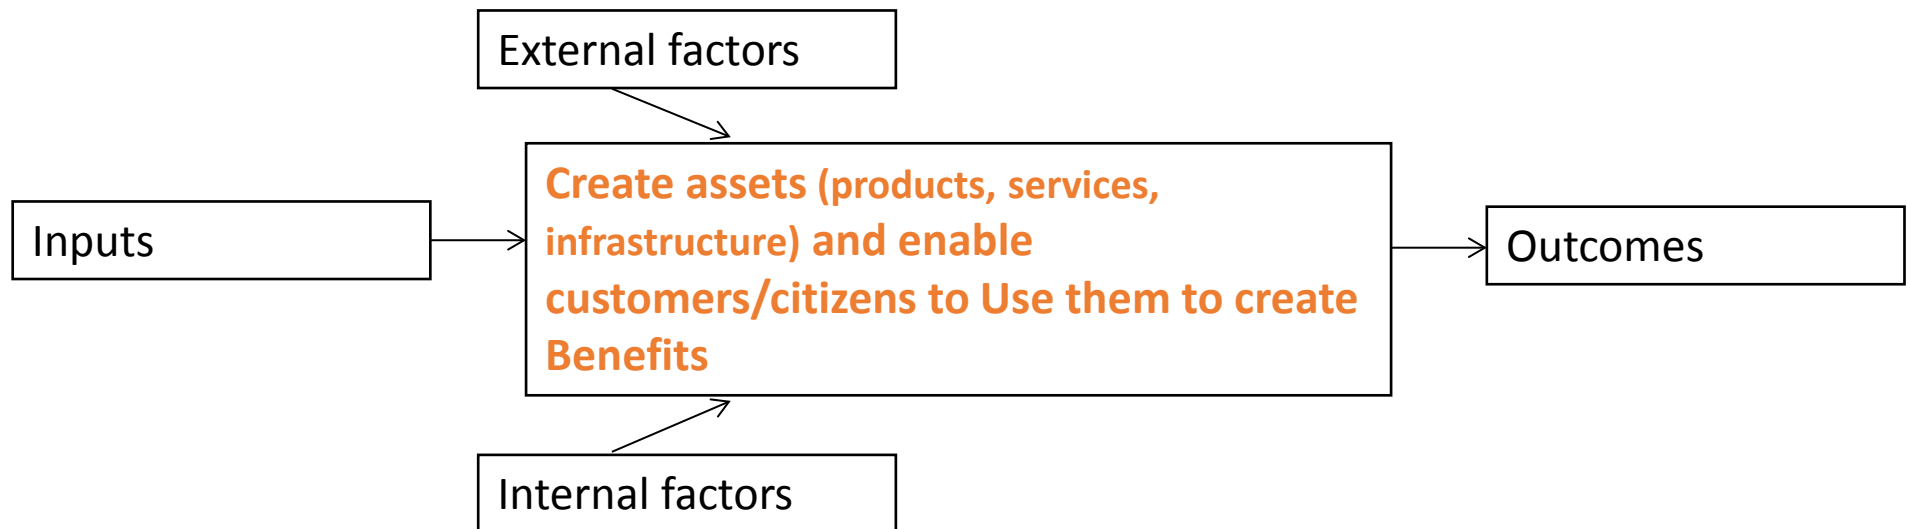 External factors
Inputs
Create assets (products, services,
infrastructure) and enable
customers/citizens to Use them to create
Benefits
Outcomes
Internal factors